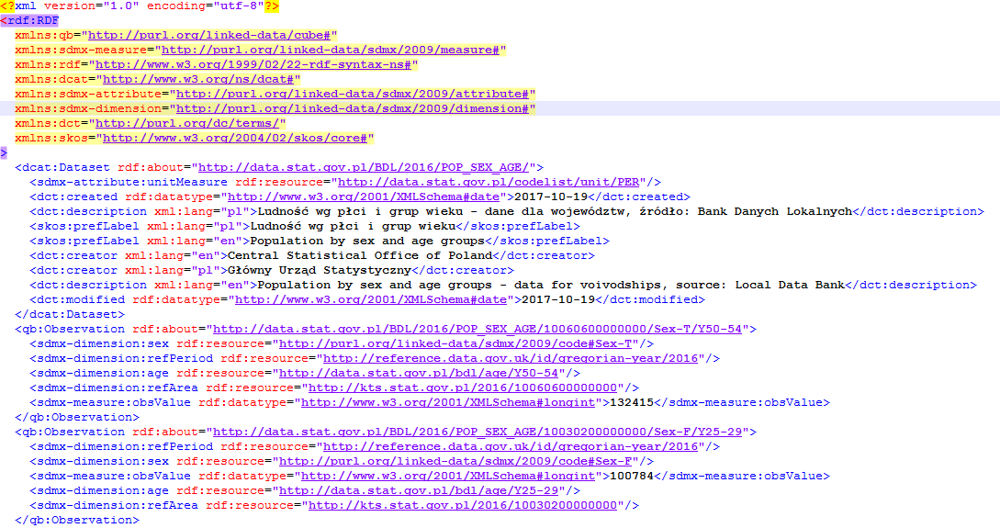 <?xml version="1.0" encoding="utf-8"?>
<rdf:RDF
xmlns:qb="http://purl.org/linked-data/cube#"
xmlns:sdmx-measure="http://purl.org/linked-data/sdmx/2009/measure#"
xmlns:rdf="http://www.w3.org/1999/02/22-rdf-syntax-ns#"
xmlns:dcat="http://www.w3.org/ns/dcat#"
xmlns:sdmx-attribute="http://purl.org/linked-data/sdmx/2009/attribute#"
xmlns:sdmx-dimension="http://purl.org/linked-data/sdmx/2009/dimension#"
xmlns:dct="http://purl.org/dc/terms/"
xmlns:skos="http://www.w3.org/2004/02/skos/core#"
>
<dcat:Dataset rdf:about="http://data.stat.gov.pl/BDL/2016/POP_SEX_AGE/">
<sdmx-attribute:unitMeasure rdf:resource="http://data.stat.gov.pl/codelist/unit/PER"/>
<dct:created rdf:datatype="http://www.w3.org/2001/XMLSchema#date">2017-10-19</dct:created>
<dct:description xml:lang="pl">Ludność wg płci i grup wieku - dane dla województw, źródło: Bank Danych Lokalnych</dct:description>
<skos:prefLabel xml:lang="pl">Ludność wg płci i grup wieku</skos:prefLabel>
<skos:prefLabel xml:lang="en">Population by sex and age groups</skos:prefLabel>
<dct:creator xml:lang="en">Central Statistical Office of Poland</dct:creator>
<dct:creator xml:lang="pl">Główny Urząd Statystyczny</dct:creator>
<dct:description xml:lang="en">Population by sex and age groups - data for voivodships, source: Local Data Bank</dct:description>
<dct:modified rdf:datatype="http://www.w3.org/2001/XMLSchema#date">2017-10-19</dct:modified>
</dcat:Dataset>
<qb:Observation rdf:about="http://data.stat.gov.pl/BDL/2016/POP_SEX_AGE/10060600000000/Sex-T/Y50-54">
<sdmx-dimension:sex rdf:resource="http://purl.org/linked-data/sdmx/2009/code#Sex-T"/>
<sdmx-dimension:refPeriod rdf:resource="http://reference.data.gov.uk/id/gregorian-year/2016"/>
<sdmx-dimension:age rdf:resource="http://data.stat.gov.pl/bdl/age/Y50-54"/>
<sdmx-dimension:refArea rdf:resource="http://kts.stat.gov.pl/2016/10060600000000"/>
<sdmx-measure:obsValue rdf:datatype="http://www.w3.org/2001/XMLSchema#longint">132415</sdmx-measure:obsValue>
</qb:Observation>
<qb:Observation rdf:about="http://data.stat.gov.pl/BDL/2016/POP_SEX_AGE/10030200000000/Sex-F/Y25-29">
<sdmx-dimension:refPeriod rdf:resource="http://reference.data.gov.uk/id/gregorian-year/2016"/>
<sdmx-dimension:sex rdf:resource="http://purl.org/linked-data/sdmx/2009/code#Sex-F"/>
<sdmx-measure:obsValue rdf:datatype="http://www.w3.org/2001/XMLSchema#longint">100784</sdmx-measure:obsValue>
<sdmx-dimension:age rdf:resource="http://data.stat.gov.pl/bdl/age/Y25-29"/>
<sdmx-dimension:refArea rdf:resource="http://kts.stat.gov.pl/2016/10030200000000"/>
</qb:Observation>